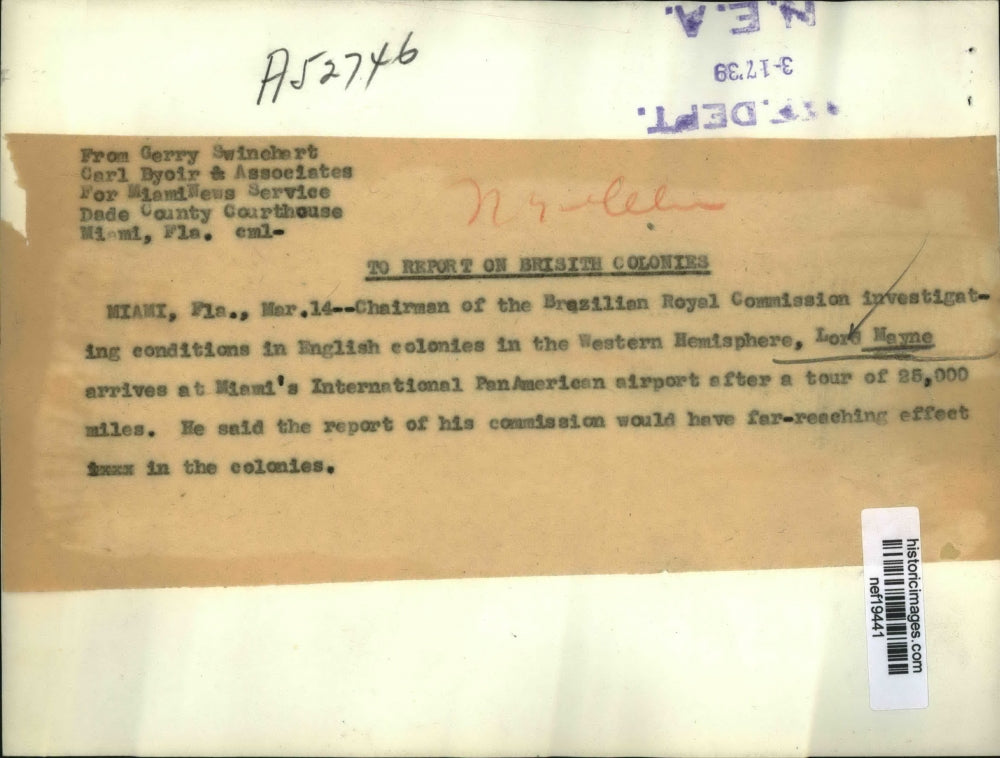 N.E.A.
3-17'39
REF. DEPT.
A52746
From Gerry Swinehart
Carl Byoir & Associates
For MiamiNews Service
Dade County Courthouse
Miami, Fla. cml-
TO REPORT ON BRISITH COLONIES
MIAMI, Fla., Mar.14--Chairman of the Brazilian Royal Commission investigat-
ing conditions in English colonies in the Western Hemisphere, Lord Mayne
arrives at Miami's International PanAmerican airport after a tour of 25,000
miles. He said the report of his commission would have far-reaching effect
ixxx in the colonies.
historicimages.com
nef19441